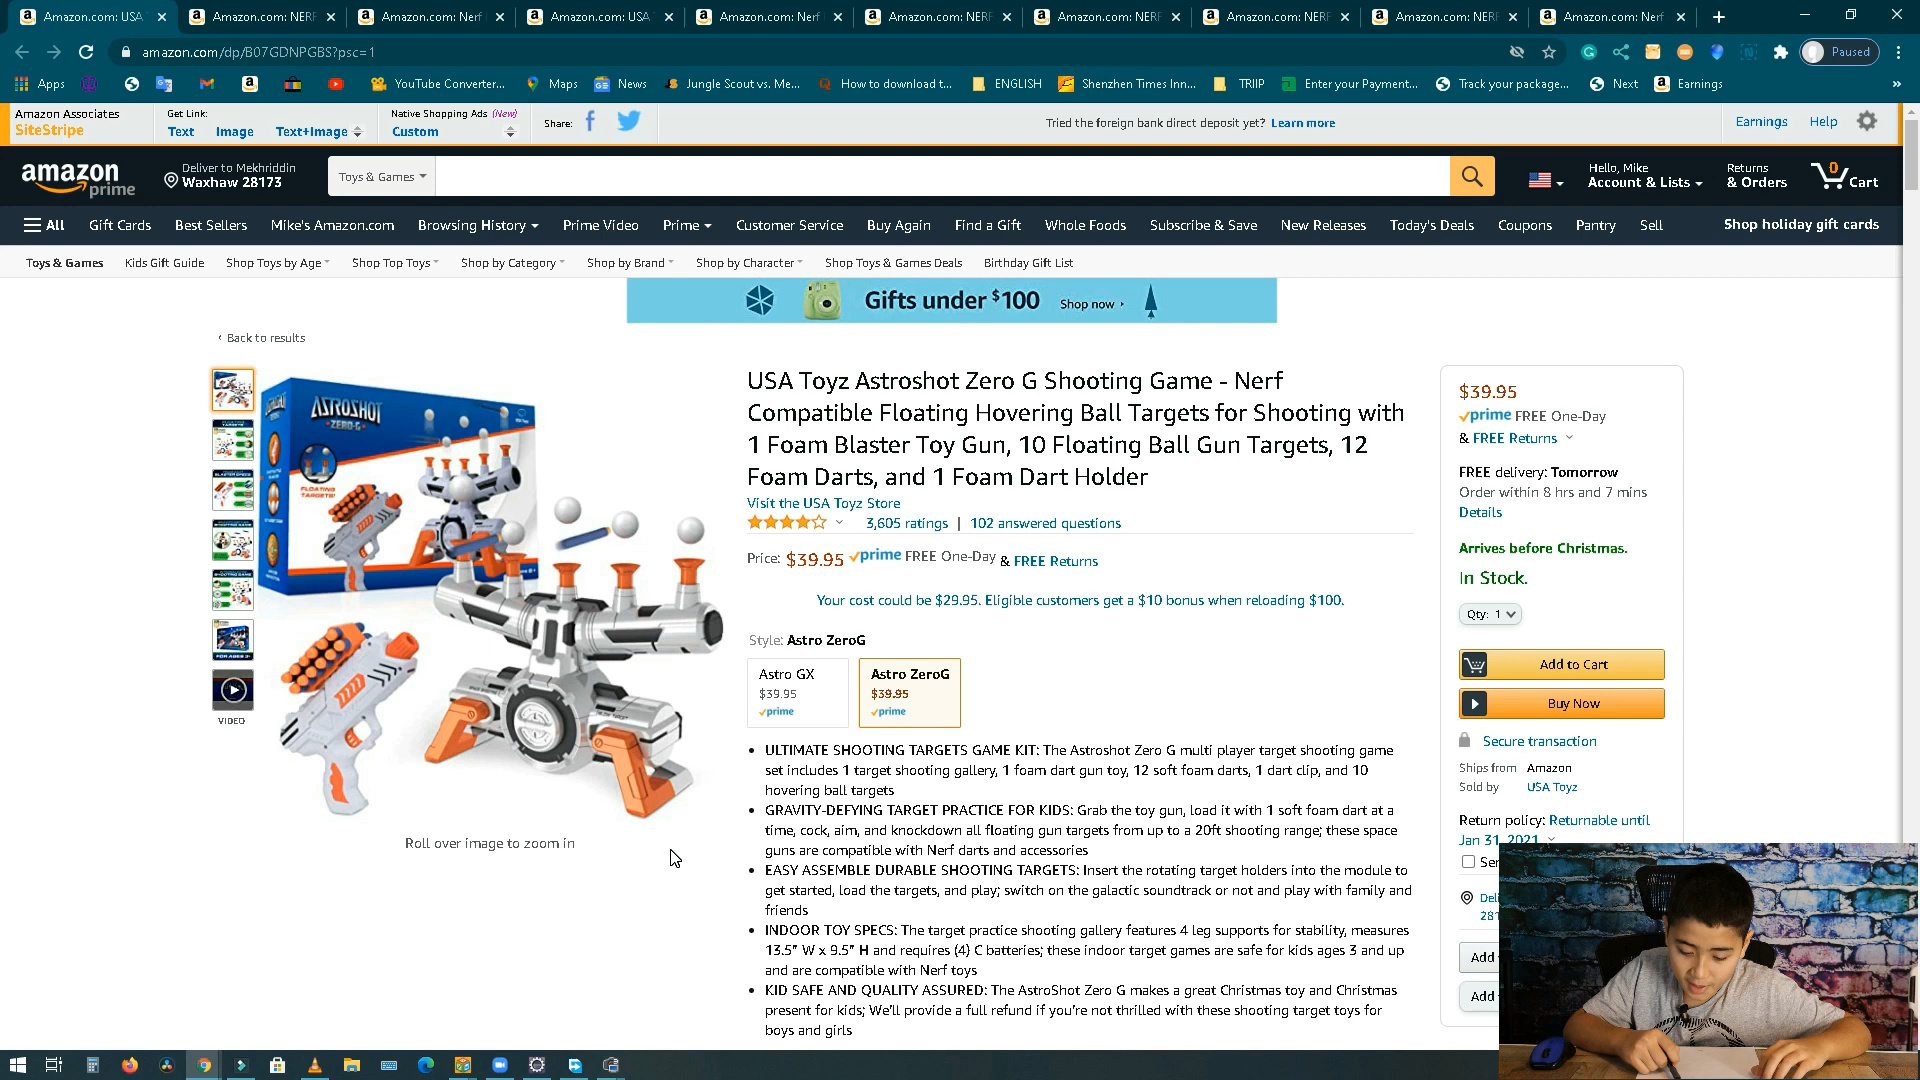 Amazon.com: USA
Amazon.com: NERF
Amazon.com: Nerf
Amazon.com: USA
Amazon.com: Nerf
Amazon.com: NERF
Amazon.com: NERF
Amazon.com: NERF
Amazon.com: NERF
Amazon.com: Nerf
amazon.com/dp/B07GDNPGBS?psc=1
Paused
Apps
YouTube Converter...
Maps
News
Jungle Scout vs. Me...
How to download t...
ENGLISH
Shenzhen Times Inn...
TRIIP
Enter your Payment...
Track your package...
Next
Earnings
Amazon Associates
SiteStripe
Get Link:
Text Image Text+Image
Native Shopping Ads (New)
Custom
Share:
Tried the foreign bank direct deposit yet? Learn more
Earnings
Help
amazon prime
Deliver to Mekhriddin
Waxhaw 28173
Toys & Games
Hello, Mike
Account & Lists
Returns
& Orders
0
Cart
All
Gift Cards
Best Sellers
Mike's Amazon.com
Browsing History
Prime Video
Prime
Customer Service
Buy Again
Find a Gift
Whole Foods
Subscribe & Save
New Releases
Today's Deals
Coupons
Pantry
Sell
Shop holiday gift cards
Toys & Games
Kids Gift Guide
Shop Toys by Age
Shop Top Toys
Shop by Category
Shop by Brand
Shop by Character
Shop Toys & Games Deals
Birthday Gift List
Gifts under $100 Shop now ›
‹ Back to results
ASTROSHOT
ZERO-G
FLOATING
TARGETS
VIDEO
Roll over image to zoom in
USA Toyz Astroshot Zero G Shooting Game - Nerf
Compatible Floating Hovering Ball Targets for Shooting with
1 Foam Blaster Toy Gun, 10 Floating Ball Gun Targets, 12
Foam Darts, and 1 Foam Dart Holder
Visit the USA Toyz Store
3,605 ratings | 102 answered questions
Price: $39.95 prime FREE One-Day & FREE Returns
Your cost could be $29.95. Eligible customers get a $10 bonus when reloading $100.
Style: Astro ZeroG
Astro GX
$39.95
prime
Astro ZeroG
$39.95
prime
• ULTIMATE SHOOTING TARGETS GAME KIT: The Astroshot Zero G multi player target shooting game
set includes 1 target shooting gallery, 1 foam dart gun toy, 12 soft foam darts, 1 dart clip, and 10
hovering ball targets
• GRAVITY-DEFYING TARGET PRACTICE FOR KIDS: Grab the toy gun, load it with 1 soft foam dart at a
time, cock, aim, and knockdown all floating gun targets from up to a 20ft shooting range; these space
guns are compatible with Nerf darts and accessories
• EASY ASSEMBLE DURABLE SHOOTING TARGETS: Insert the rotating target holders into the module to
get started, load the targets, and play; switch on the galactic soundtrack or not and play with family and
friends
• INDOOR TOY SPECS: The target practice shooting gallery features 4 leg supports for stability, measures
13.5" W x 9.5" H and requires (4) C batteries; these indoor target games are safe for kids ages 3 and up
and are compatible with Nerf toys
• KID SAFE AND QUALITY ASSURED: The AstroShot Zero G makes a great Christmas toy and Christmas
present for kids; We'll provide a full refund if you're not thrilled with these shooting target toys for
boys and girls
$39.95
prime FREE One-Day
& FREE Returns
FREE delivery: Tomorrow
Order within 8 hrs and 7 mins
Details
Arrives before Christmas.
In Stock.
Qty: 1
Add to Cart
Buy Now
Secure transaction
Ships from Amazon
Sold by USA Toyz
Return policy: Returnable until
Jan 31, 2021
Add
Add